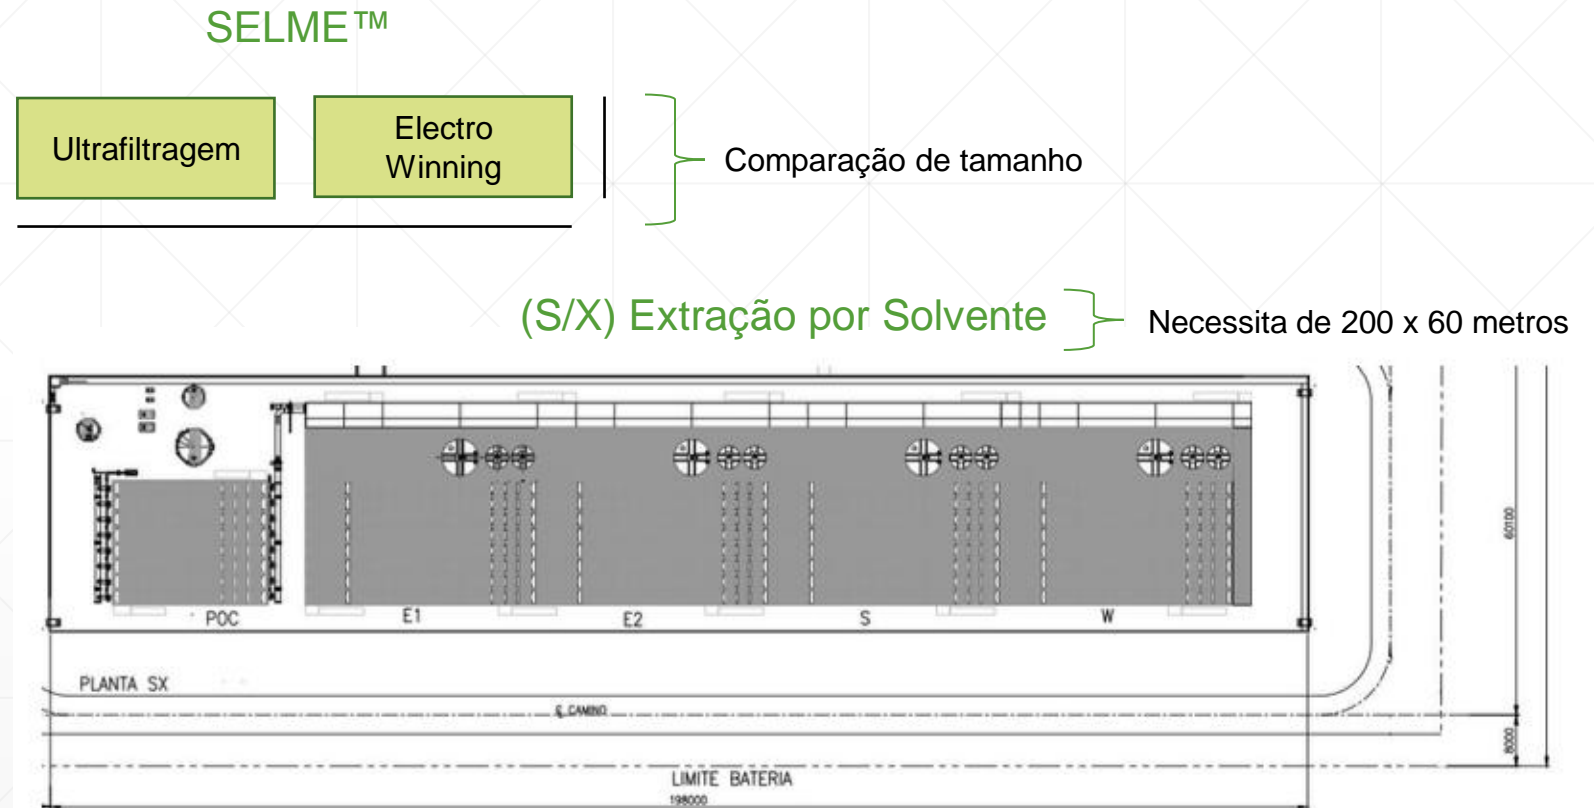 SELME™
Ultrafiltragem
Electro
Winning
Comparação de tamanho
(S/X) Extração por Solvente
Necessita de 200 x 60 metros
POC
E1
E2
S
W
60100
PLANTA SX
CAMINO
8000
LIMITE BATERIA
198000